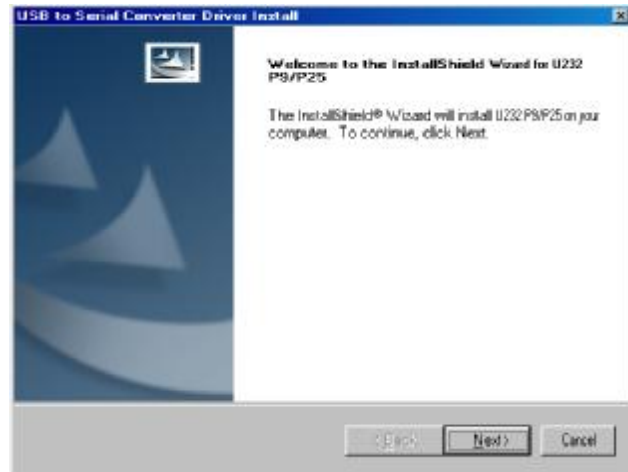 USB to Serial Converter Driver Install
Welcome to the InstallShield Wizard for U232
P9/P25
The InstallShield® Wizard will install U232 P9/P25 on your
computer. To continue, click Next.
< Back
Next >
Cancel